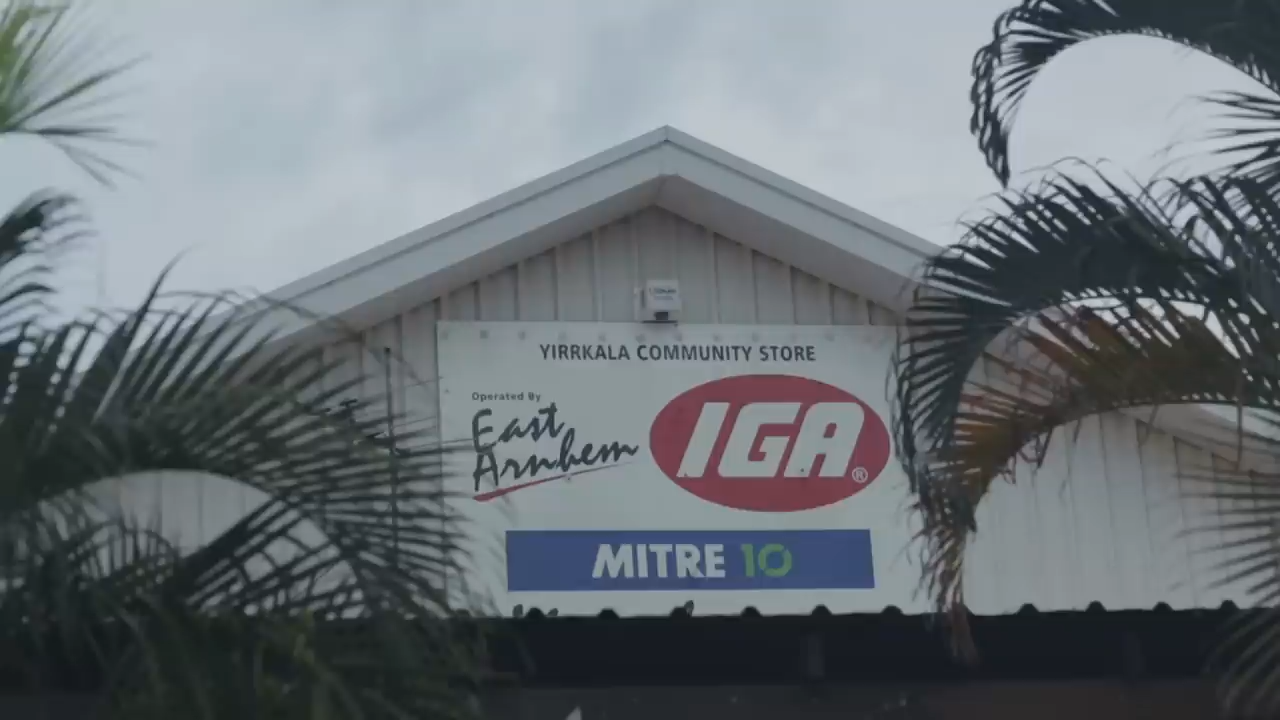 YIRRKALA COMMUNITY STORE
Operated By
East
Arnhem
IGA®
MITRE 10